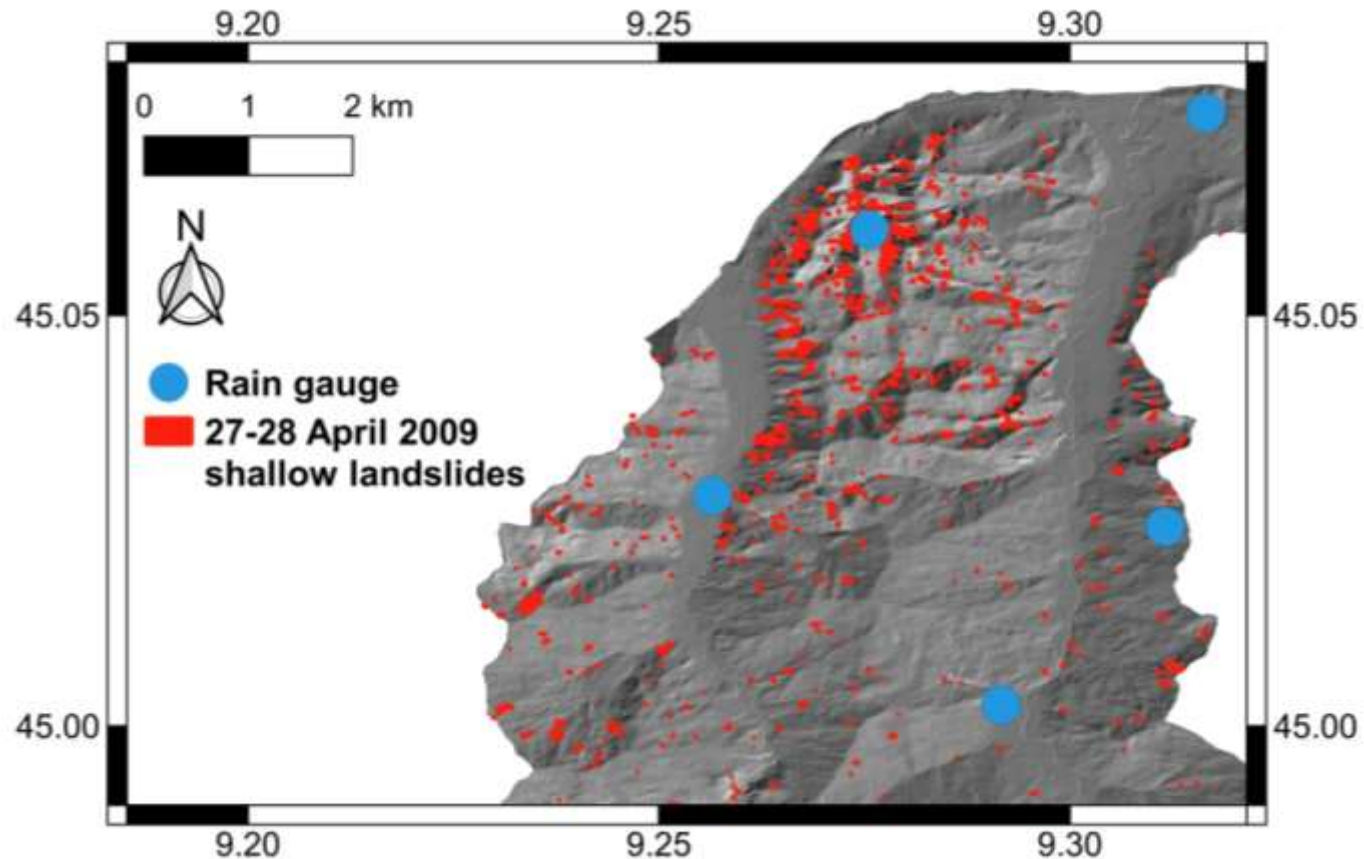 9.20 9.25 9.30
0 1 2 km
N
45.05 45.05
Rain gauge
27-28 April 2009
shallow landslides
45.00 45.00
9.20 9.25 9.30